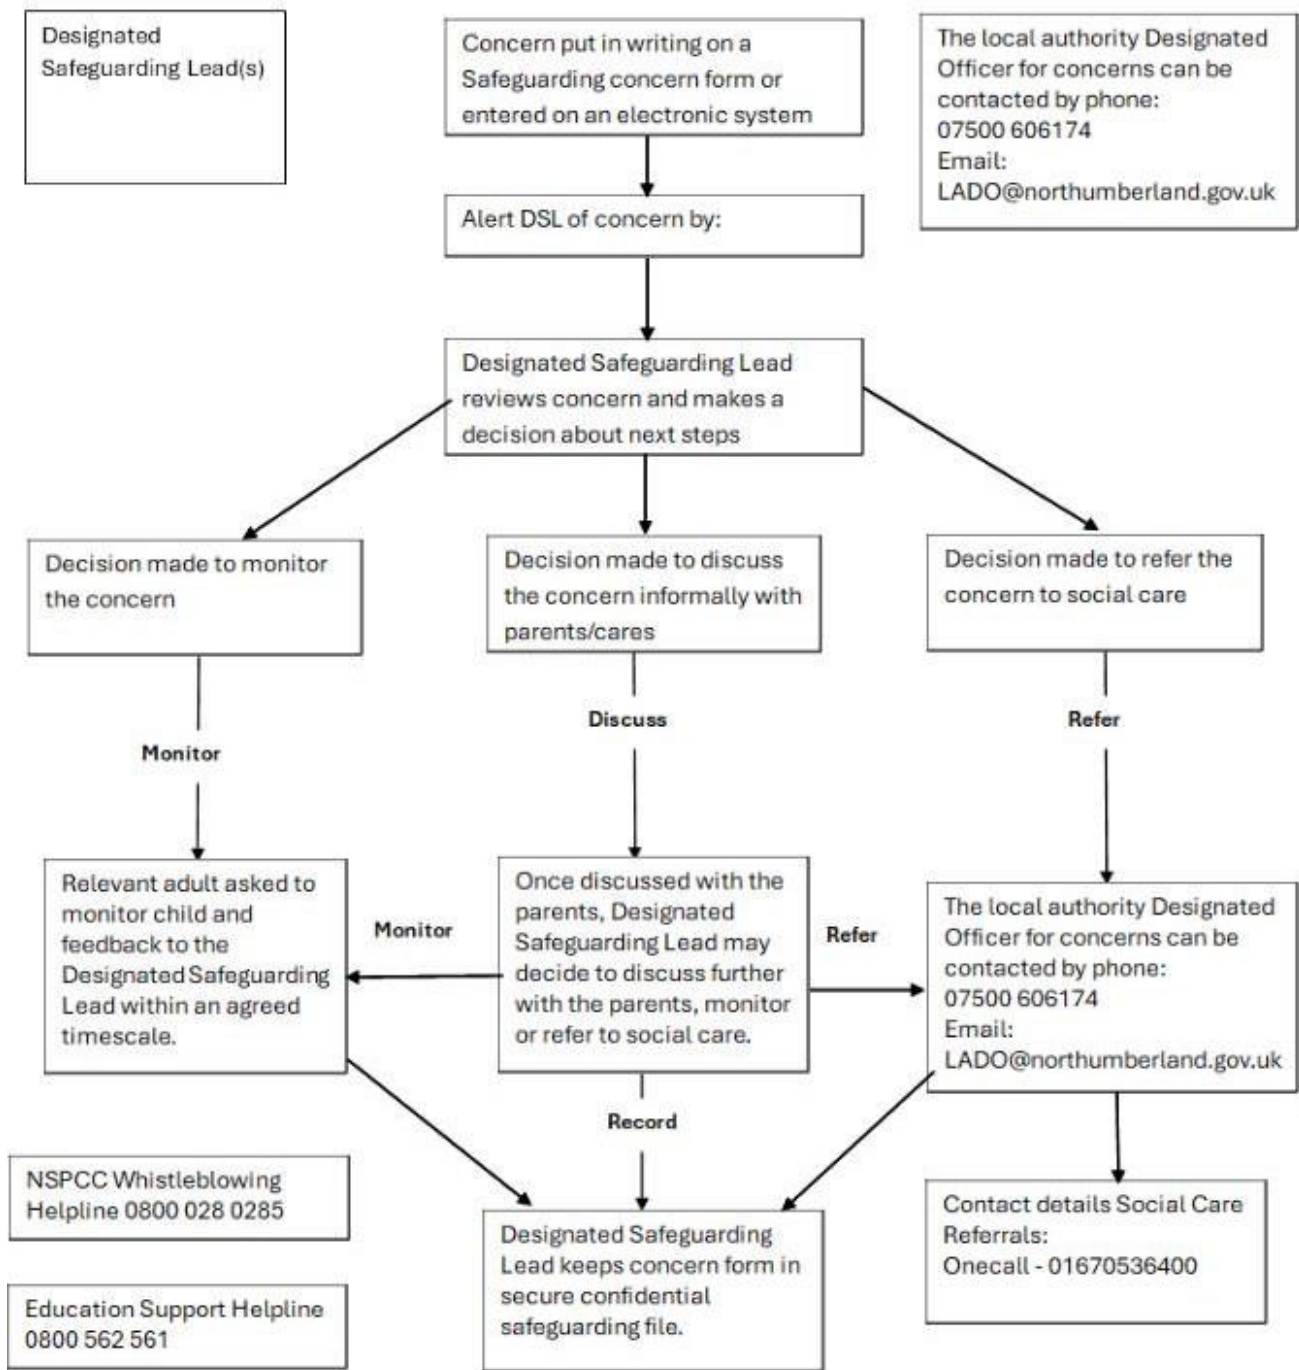 Designated
Safeguarding Lead(s)
Concern put in writing on a
Safeguarding concern form or
entered on an electronic system
The local authority Designated
Officer for concerns can be
contacted by phone:
07500 606174
Email:
LADO@northumberland.gov.uk
Alert DSL of concern by:
Designated Safeguarding Lead
reviews concern and makes a
decision about next steps
Decision made to monitor
the concern
Decision made to discuss
the concern informally with
parents/cares
Decision made to refer the
concern to social care
Monitor
Discuss
Refer
Relevant adult asked to
monitor child and
feedback to the
Designated Safeguarding
Lead within an agreed
timescale.
Monitor
Once discussed with the
parents, Designated
Safeguarding Lead may
decide to discuss further
with the parents, monitor
or refer to social care.
Refer
The local authority Designated
Officer for concerns can be
contacted by phone:
07500 606174
Email:
LADO@northumberland.gov.uk
Record
NSPCC Whistleblowing
Helpline 0800 028 0285
Designated Safeguarding
Lead keeps concern form in
secure confidential
safeguarding file.
Contact details Social Care
Referrals:
Onecall - 01670536400
Education Support Helpline
0800 562 561